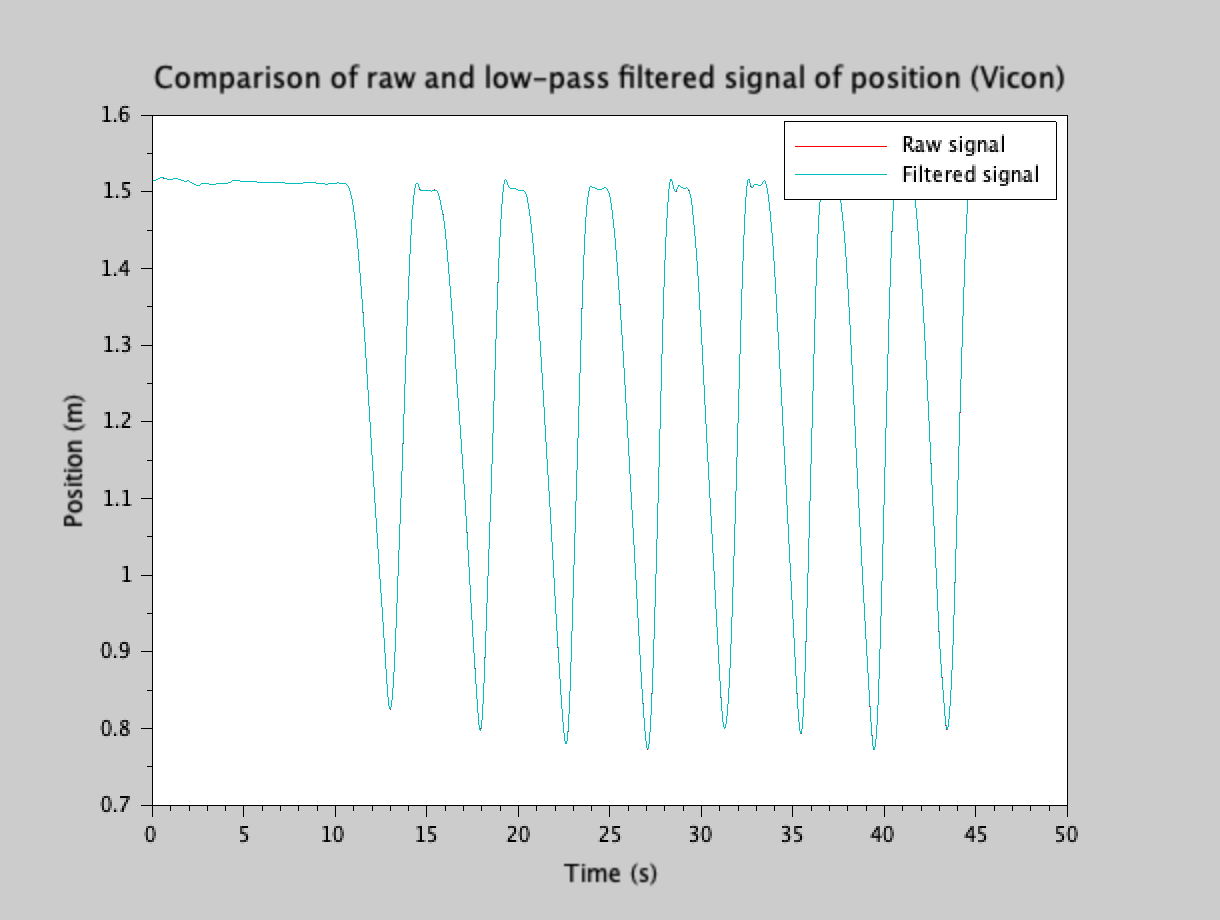 Comparison of raw and low-pass filtered signal of position (Vicon)
1.6
1.5
1.4
1.3
1.2
1.1
1
0.9
0.8
0.7
Position (m)
Raw signal
Filtered signal
0 5 10 15 20 25 30 35 40 45 50
Time (s)